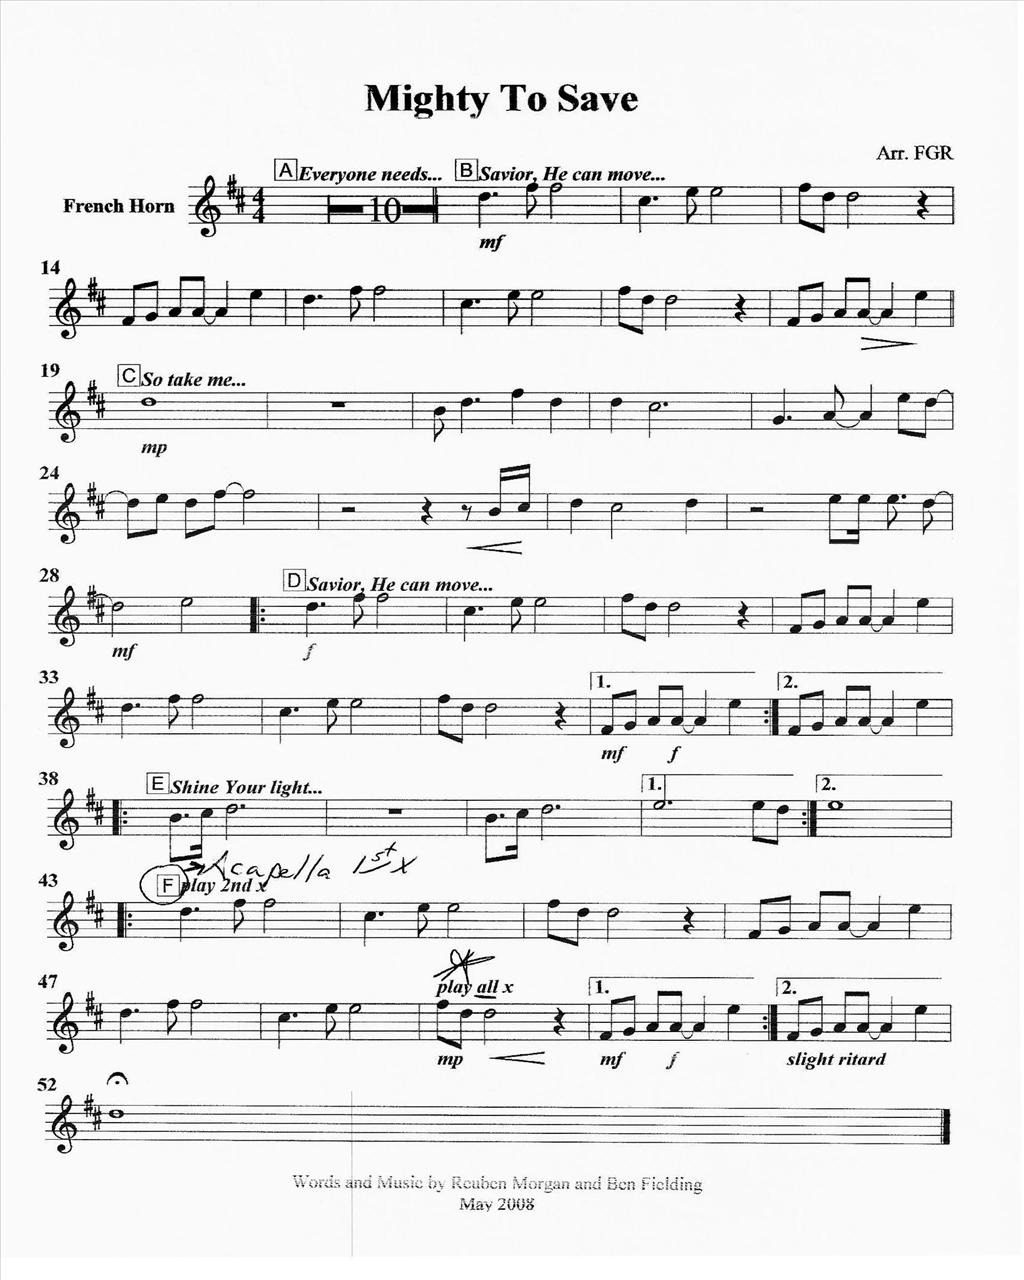 Mighty To Save
Arr. FGR
A Everyone needs... B Savior, He can move...
French Horn 4/4 10
mf
14
19
C So take me...
mp
24
28
D Savior, He can move...
mf f
33
1. 2.
mf f
38
E Shine Your light... 1. 2.
Acapella 1st x
43
F play 2nd x
47
play all x 1. 2.
mp mf f slight ritard
52
Words and Music by Reuben Morgan and Ben Fielding
May 2008